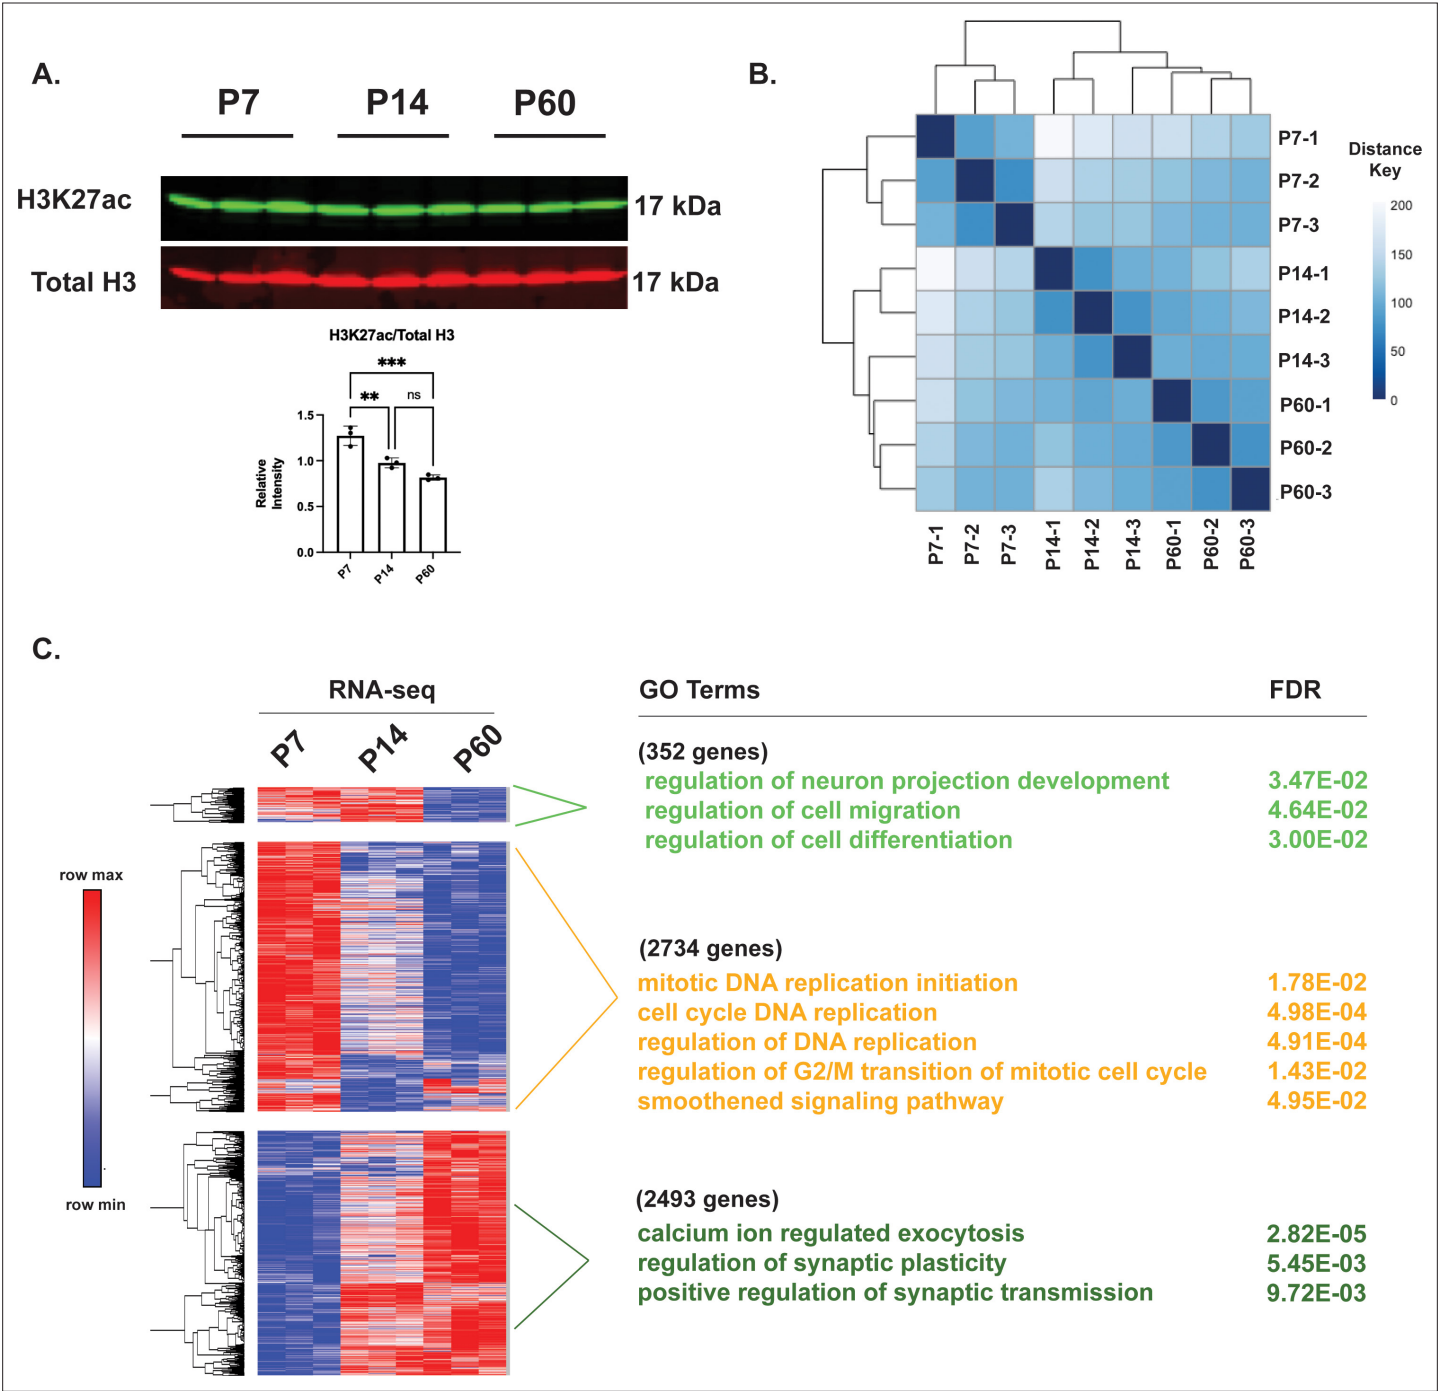 A.
P7 P14 P60
H3K27ac
17 kDa
Total H3
17 kDa
H3K27ac/Total H3
***
** ns
Relative
Intensity
1.5
1.0
0.5
0.0
P7 P14 P60
B.
P7-1
P7-2
P7-3
P14-1
P14-2
P14-3
P60-1
P60-2
P60-3
P7-1 P7-2 P7-3 P14-1 P14-2 P14-3 P60-1 P60-2 P60-3
Distance
Key
200
150
100
50
0
C.
RNA-seq
P7 P14 P60
row max
row min
GO Terms FDR
(352 genes)
regulation of neuron projection development 3.47E-02
regulation of cell migration 4.64E-02
regulation of cell differentiation 3.00E-02
(2734 genes)
mitotic DNA replication initiation 1.78E-02
cell cycle DNA replication 4.98E-04
regulation of DNA replication 4.91E-04
regulation of G2/M transition of mitotic cell cycle 1.43E-02
smoothened signaling pathway 4.95E-02
(2493 genes)
calcium ion regulated exocytosis 2.82E-05
regulation of synaptic plasticity 5.45E-03
positive regulation of synaptic transmission 9.72E-03